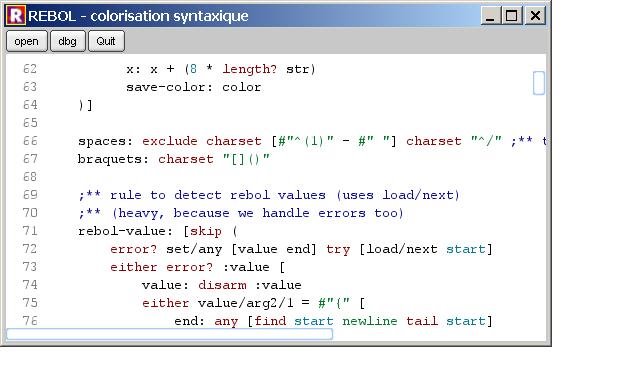 REBOL - colorisation syntaxique
open dbg Quit
62 x: x + (8 * length? str)
63 save-color: color
64 )]
65
66 spaces: exclude charset [#"^(1)" - #" "] charset "^/" ;** t
67 braquets: charset "[]()"
68
69 ;** rule to detect rebol values (uses load/next)
70 ;** (heavy, because we handle errors too)
71 rebol-value: [skip (
72 error? set/any [value end] try [load/next start]
73 either error? :value [
74 value: disarm :value
75 either value/arg2/1 = #"{" [
76 end: any [find start newline tail start]